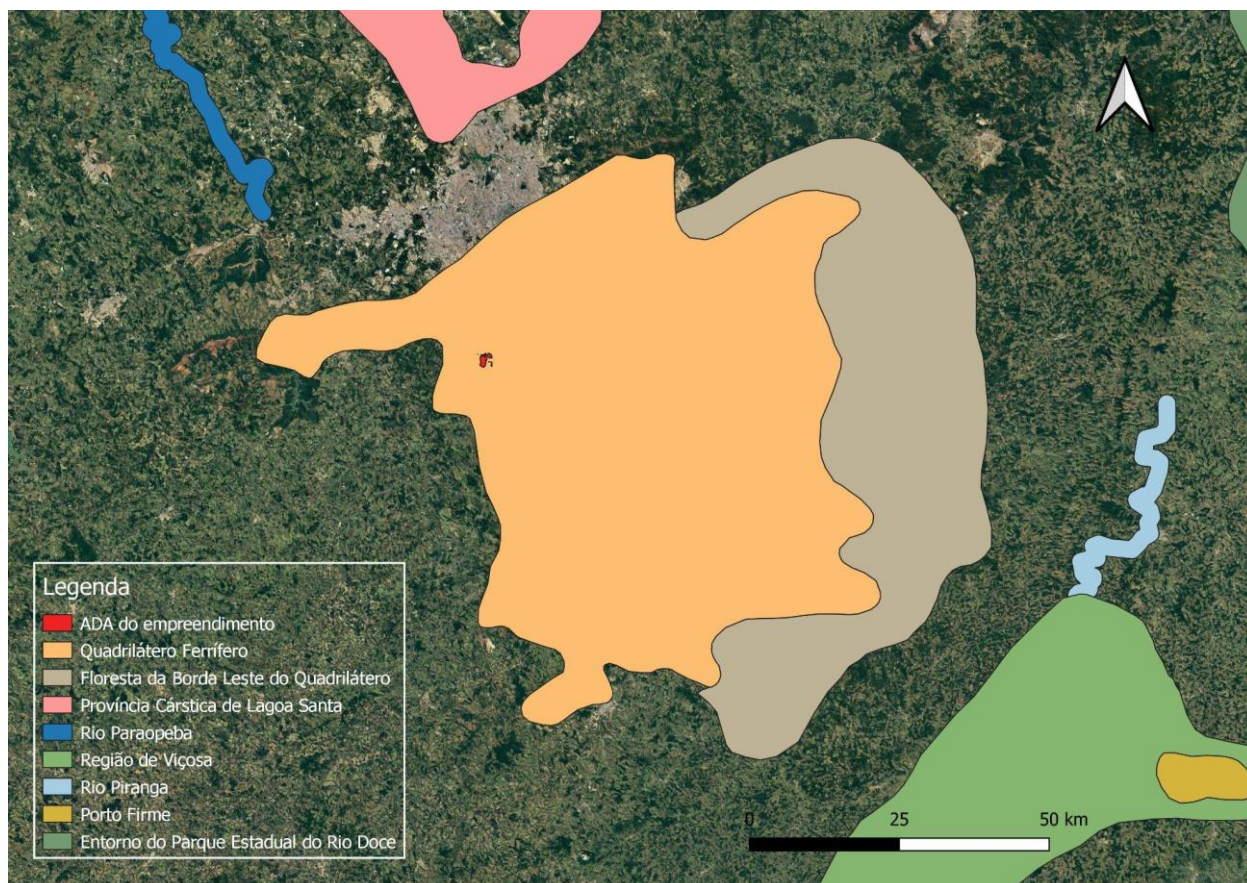 Legenda
ADA do empreendimento
Quadrilátero Ferrífero
Floresta da Borda Leste do Quadrilátero
Província Cárstica de Lagoa Santa
Rio Paraopeba
Região de Viçosa
Rio Piranga
Porto Firme
Entorno do Parque Estadual do Rio Doce
0 25 50 km